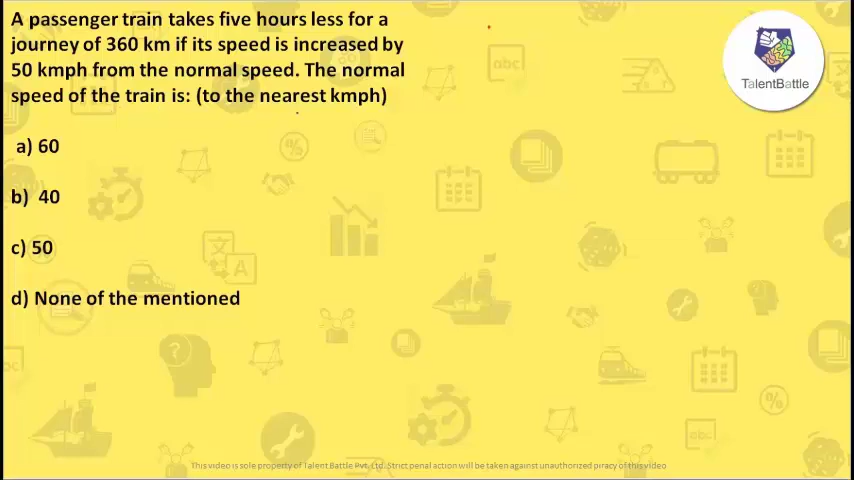 A passenger train takes five hours less for a
journey of 360 km if its speed is increased by
50 kmph from the normal speed. The normal
speed of the train is: (to the nearest kmph)
TalentBattle
a) 60
b) 40
c) 50
d) None of the mentioned
abc
abc
This video is sole property of Talent Battle Pvt. Ltd. Strict penal action will be taken against unauthorized piracy of this video